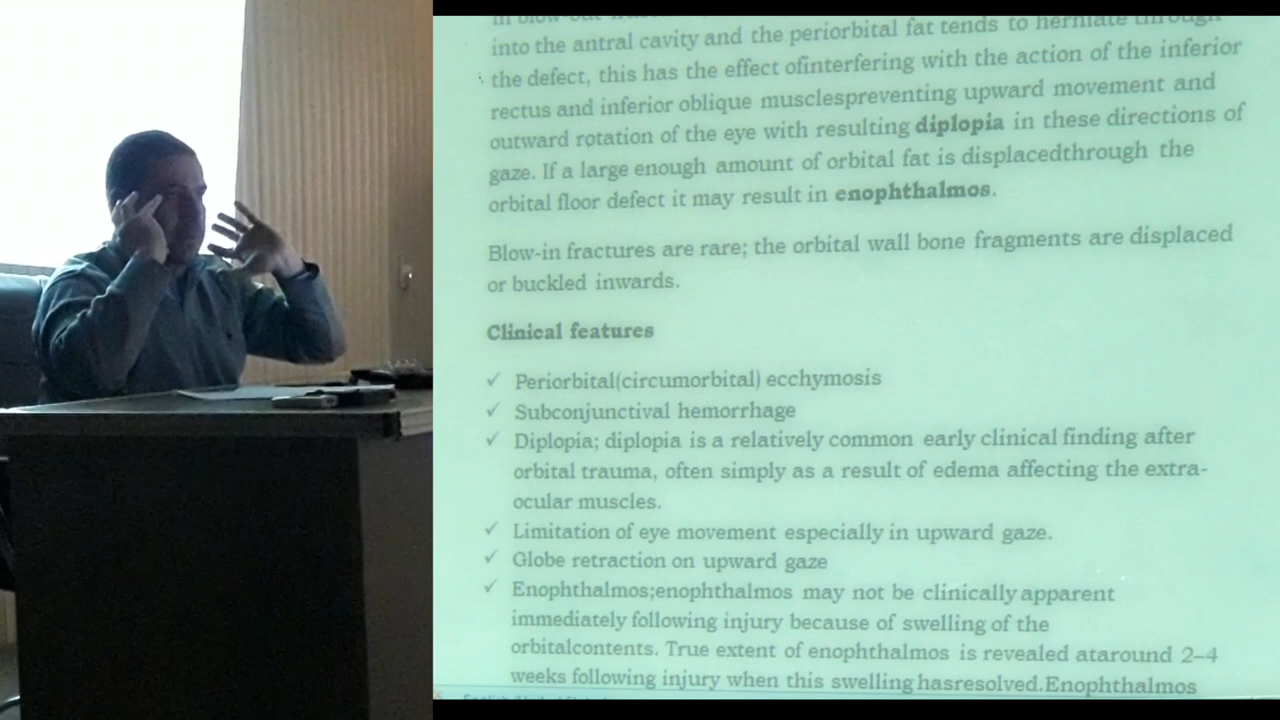 in blow-out
into the antral cavity and the periorbital fat tends to herniate through
the defect, this has the effect ofinterfering with the action of the inferior
rectus and inferior oblique musclespreventing upward movement and
outward rotation of the eye with resulting diplopia in these directions of
gaze. If a large enough amount of orbital fat is displacedthrough the
orbital floor defect it may result in enophthalmos.
Blow-in fractures are rare; the orbital wall bone fragments are displaced
or buckled inwards.
Clinical features
✓ Periorbital(circumorbital) ecchymosis
✓ Subconjunctival hemorrhage
✓ Diplopia; diplopia is a relatively common early clinical finding after
orbital trauma, often simply as a result of edema affecting the extra-
ocular muscles.
✓ Limitation of eye movement especially in upward gaze.
✓ Globe retraction on upward gaze
✓ Enophthalmos;enophthalmos may not be clinically apparent
immediately following injury because of swelling of the
orbitalcontents. True extent of enophthalmos is revealed ataround 2–4
weeks following injury when this swelling hasresolved.Enophthalmos